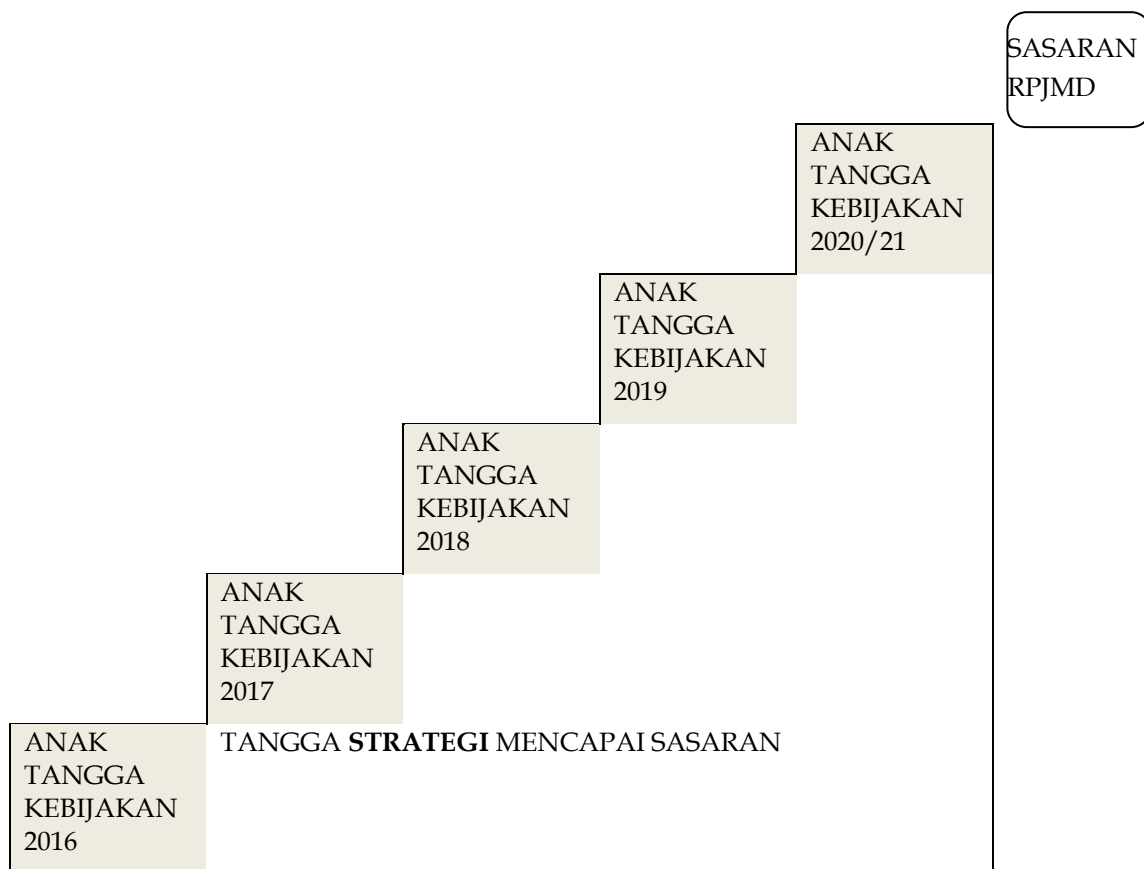 SASARAN
RPJMD
ANAK
TANGGA
KEBIJAKAN
2020/21
ANAK
TANGGA
KEBIJAKAN
2019
ANAK
TANGGA
KEBIJAKAN
2018
ANAK
TANGGA
KEBIJAKAN
2017
ANAK
TANGGA
KEBIJAKAN
2016
TANGGA STRATEGI MENCAPAI SASARAN